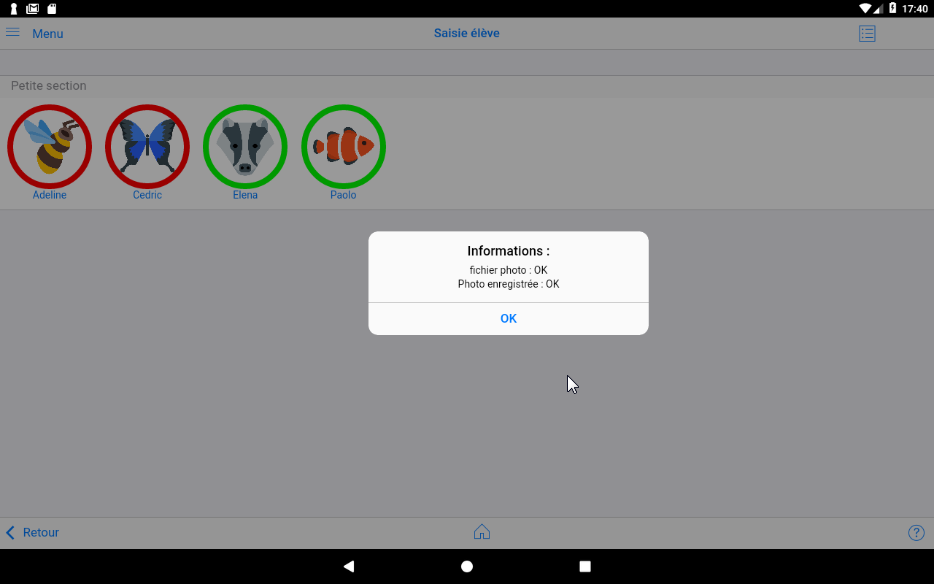 17:40
Menu
Saisie élève
Petite section
Adeline
Cedric
Elena
Paolo
Informations :
fichier photo : OK
Photo enregistrée : OK
OK
Retour
?